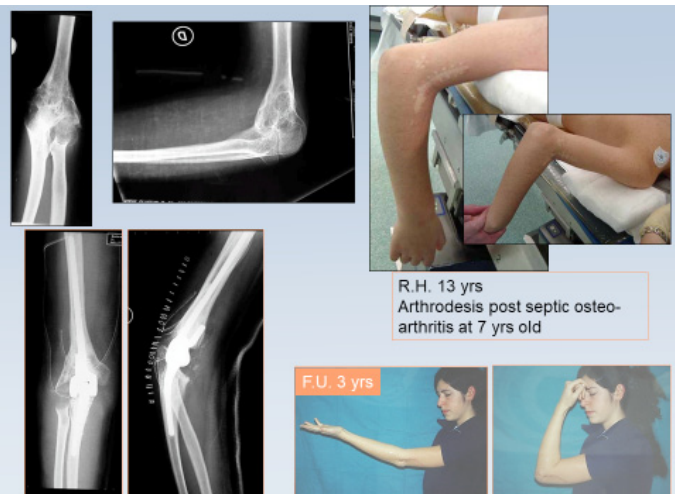 D
R.H. 13 yrs
Arthrodesis post septic osteo-
arthritis at 7 yrs old
F.U. 3 yrs